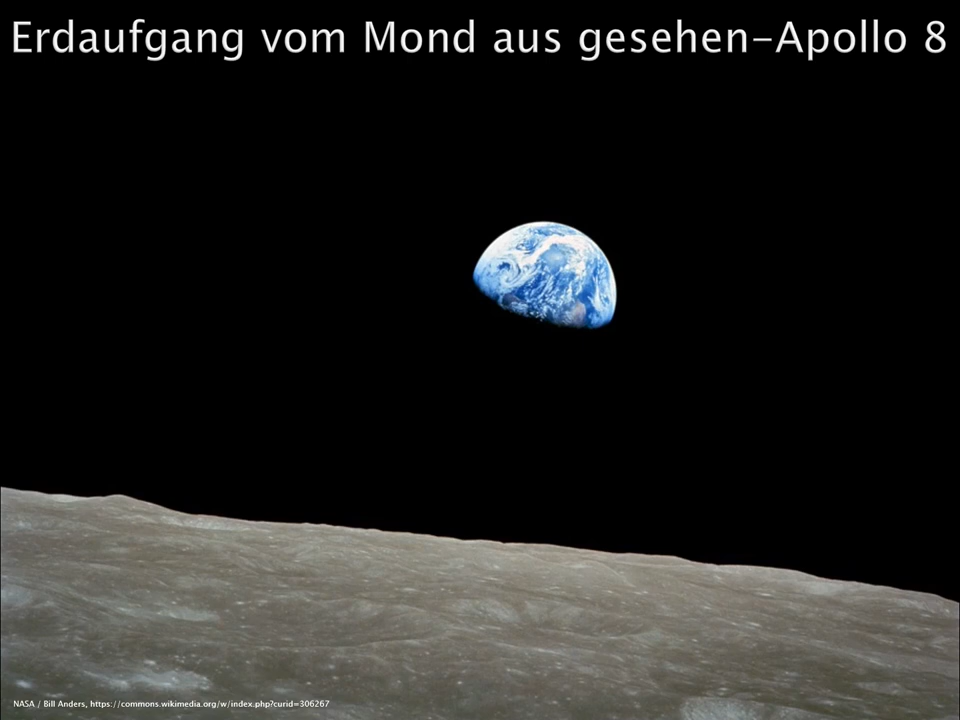 Erdaufgang vom Mond aus gesehen-Apollo 8
NASA / Bill Anders, https://commons.wikimedia.org/w/index.php?curid=306267